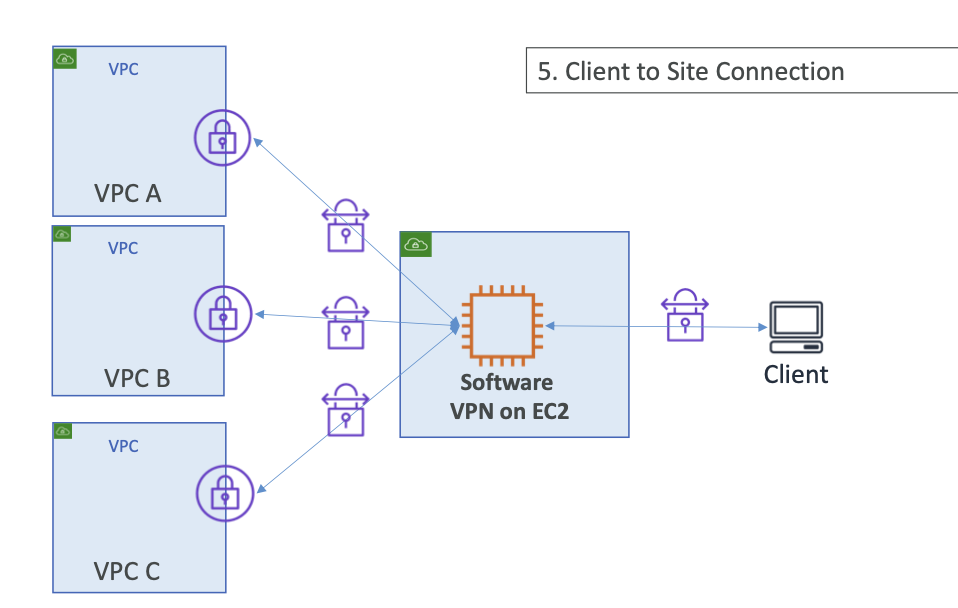 5. Client to Site Connection
VPC
VPC A
VPC
VPC B
VPC
VPC C
Software
VPN on EC2
Client